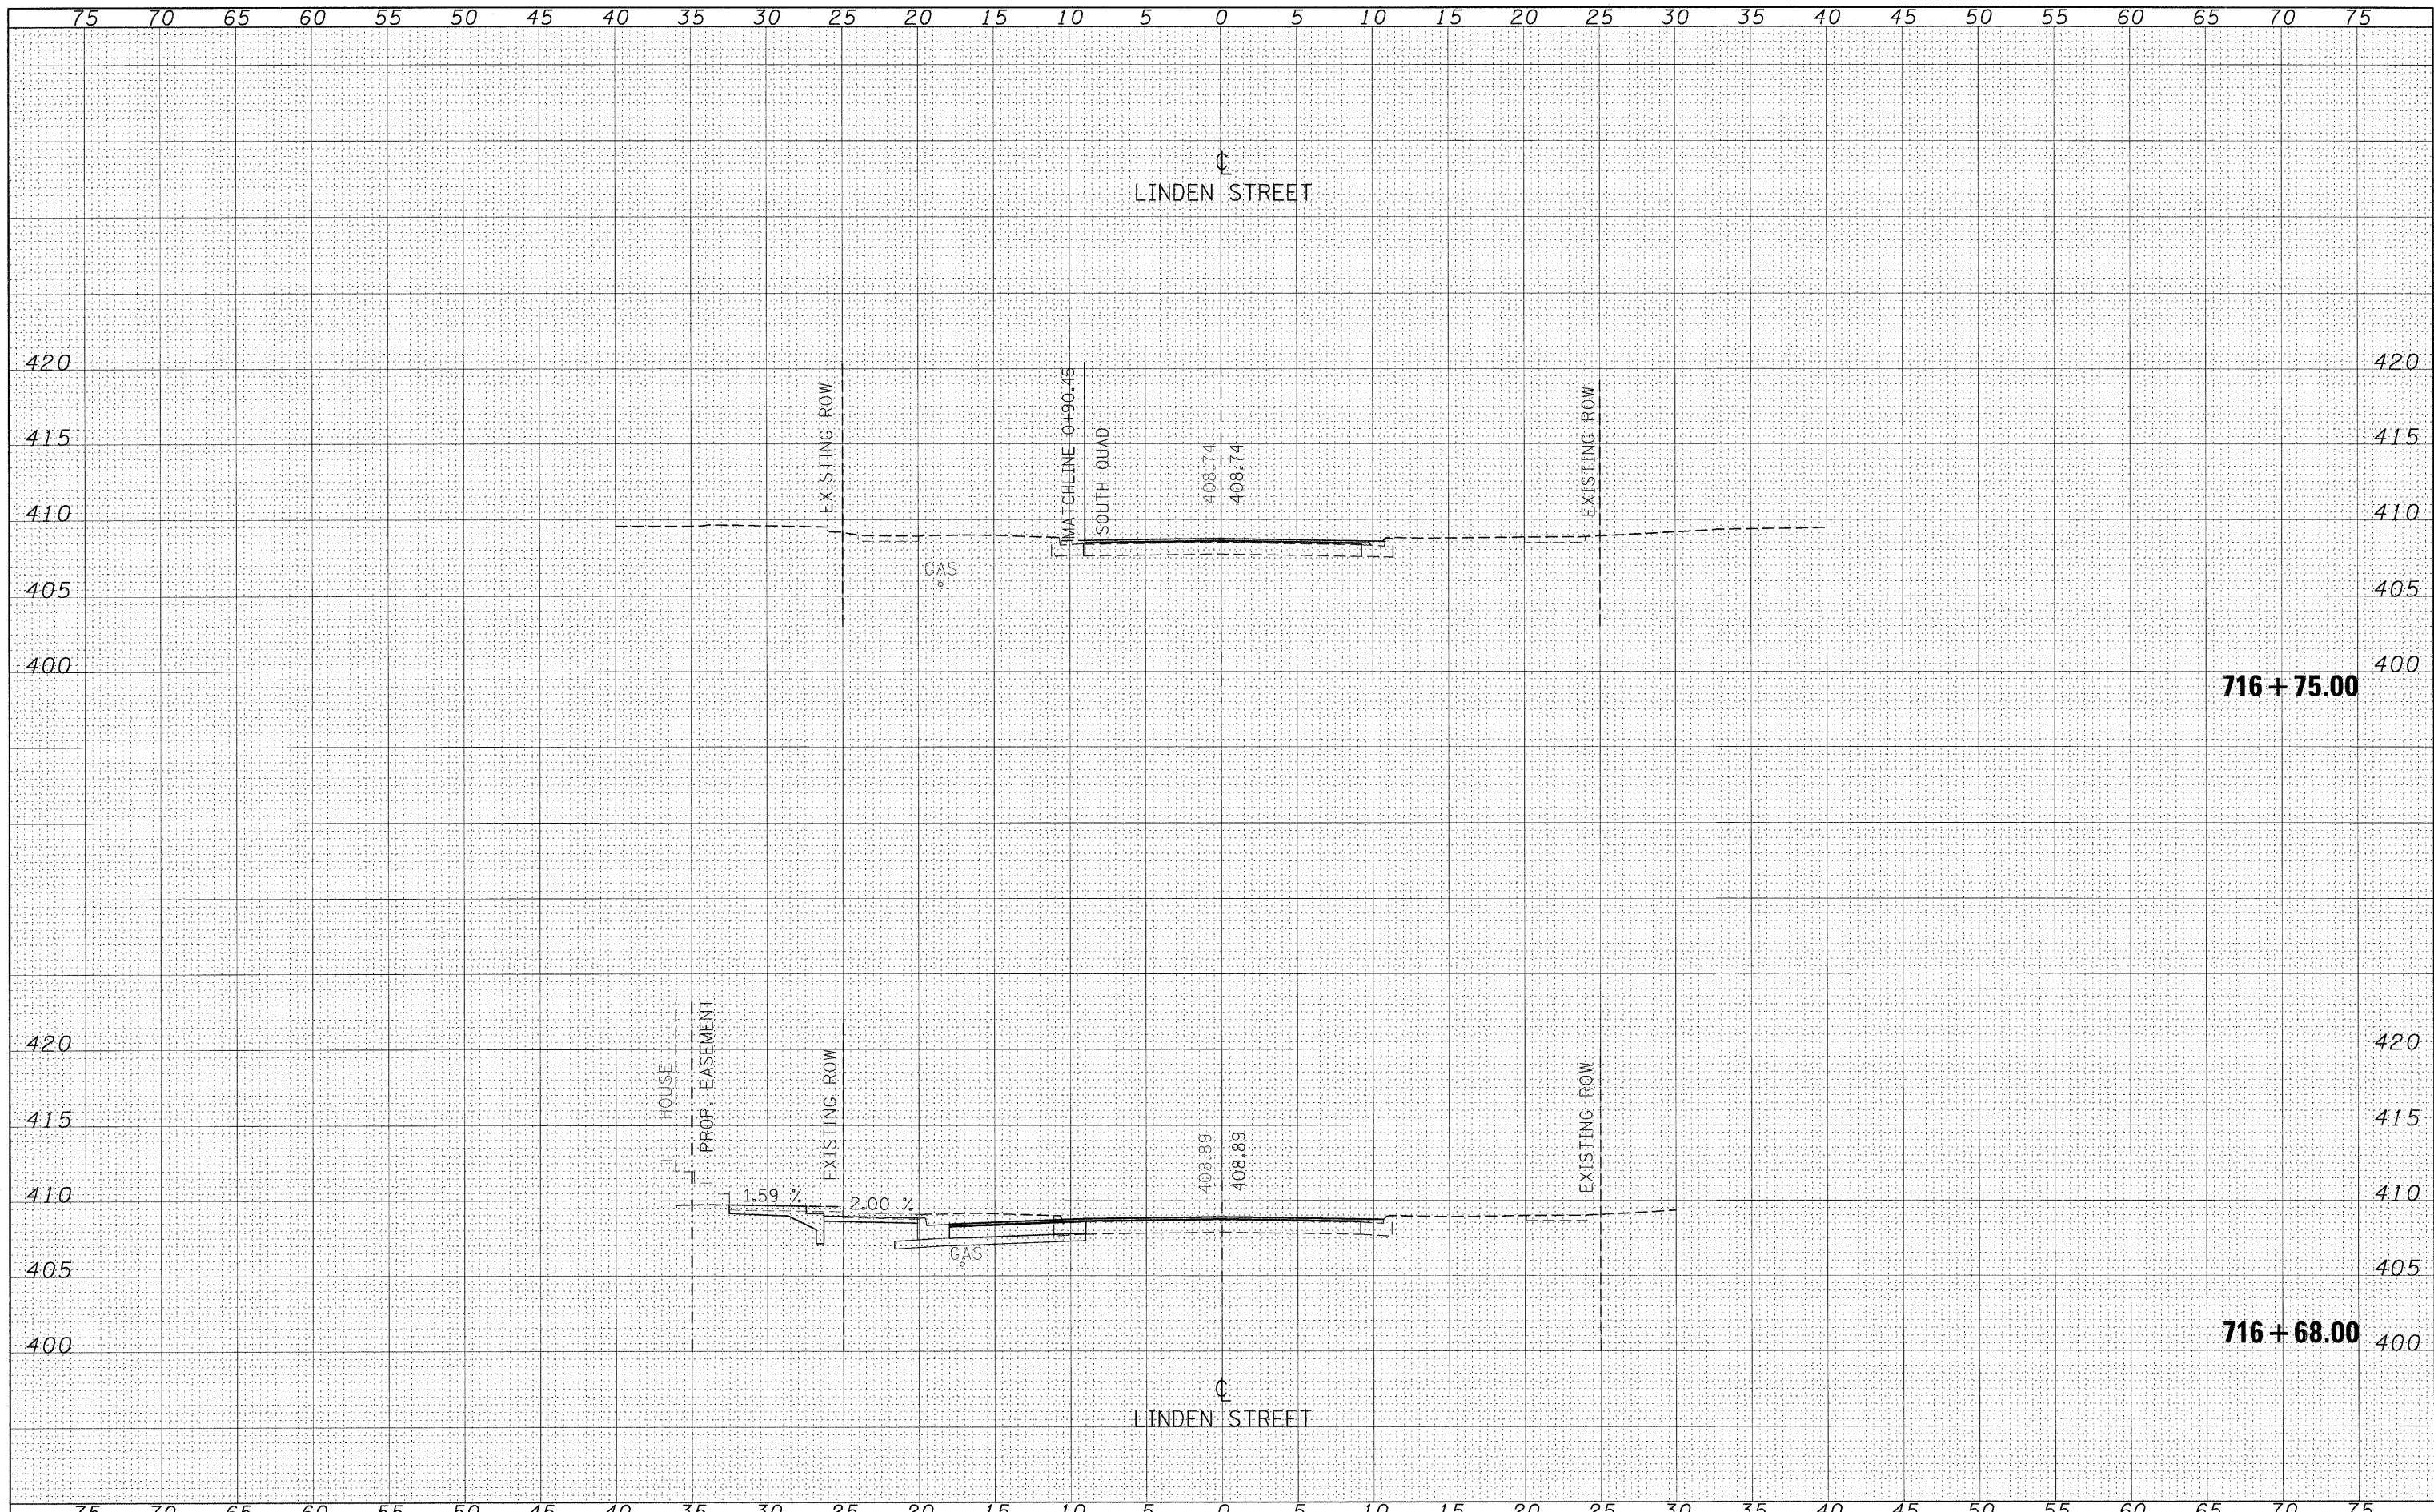 75 70 65 60 55 50 45 40 35 30 25 20 15 10 5 0 5 10 15 20 25 30 35 40 45 50 55 60 65 70 75
℄
LINDEN STREET
420 420
415 415
410 410
405 405
400 400
EXISTING ROW
MATCHLINE 0+90.45
SOUTH QUAD
408.74
408.74
EXISTING ROW
GAS
716+75.00
420 420
415 415
410 410
405 405
400 400
HOUSE
PROP. EASEMENT
EXISTING ROW
408.89
408.89
EXISTING ROW
1.59 %
2.00 %
GAS
716+68.00
℄
LINDEN STREET
75 70 65 60 55 50 45 40 35 30 25 20 15 10 5 0 5 10 15 20 25 30 35 40 45 50 55 60 65 70 75